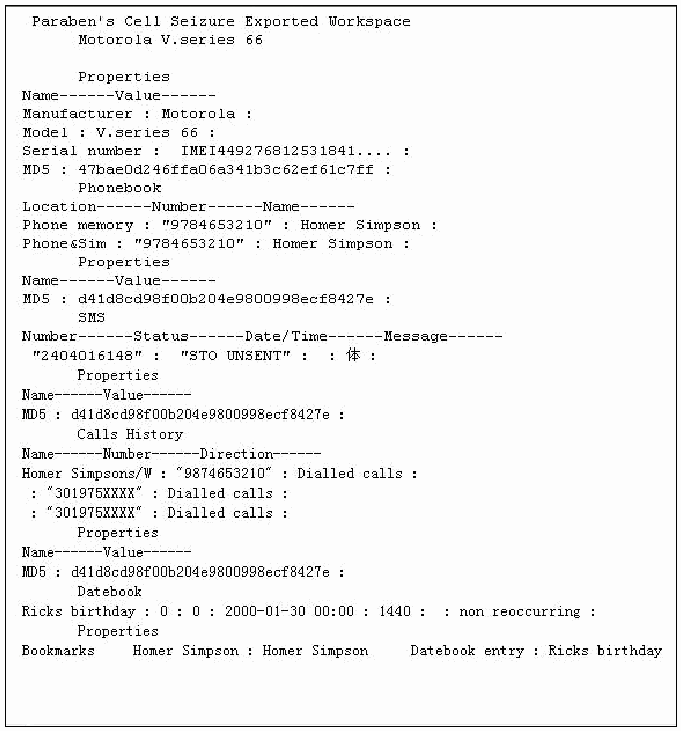 Paraben's Cell Seizure Exported Workspace
Motorola V.series 66
Properties
Name------Value------
Manufacturer : Motorola :
Model : V.series 66 :
Serial number :  IMEI449276812531841.... :
MD5 : 47bae0d246ffa06a341b3c62ef61c7ff :
Phonebook
Location------Number------Name------
Phone memory : "9784653210" : Homer Simpson :
Phone&Sim : "9784653210" : Homer Simpson :
Properties
Name------Value------
MD5 : d41d8cd98f00b204e9800998ecf8427e :
SMS
Number------Status------Date/Time------Message------
"2404016148" :  "STO UNSENT" :  : 体 :
Properties
Name------Value------
MD5 : d41d8cd98f00b204e9800998ecf8427e :
Calls History
Name------Number------Direction------
Homer Simpsons/W : "9874653210" : Dialled calls :
: "301975XXXX" : Dialled calls :
: "301975XXXX" : Dialled calls :
Properties
Name------Value------
MD5 : d41d8cd98f00b204e9800998ecf8427e :
Datebook
Ricks birthday : 0 : 0 : 2000-01-30 00:00 : 1440 :  : non reoccurring :
Properties
Bookmarks    Homer Simpson : Homer Simpson    Datebook entry : Ricks birthday